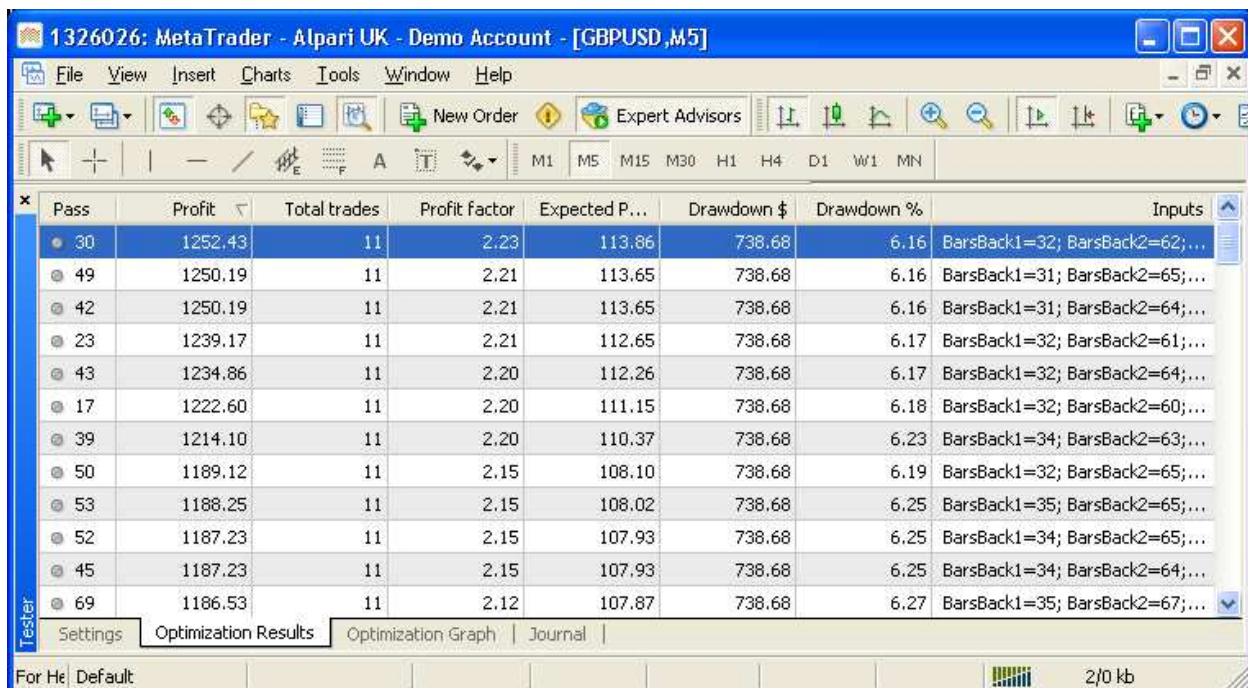 1326026: MetaTrader - Alpari UK - Demo Account - [GBPUSD,M5]
File View Insert Charts Tools Window Help
New Order Expert Advisors
E F A T M1 M5 M15 M30 H1 H4 D1 W1 MN
Pass Profit Total trades Profit factor Expected P... Drawdown $ Drawdown % Inputs
30 1252.43 11 2.23 113.86 738.68 6.16 BarsBack1=32; BarsBack2=62;...
49 1250.19 11 2.21 113.65 738.68 6.16 BarsBack1=31; BarsBack2=65;...
42 1250.19 11 2.21 113.65 738.68 6.16 BarsBack1=31; BarsBack2=64;...
23 1239.17 11 2.21 112.65 738.68 6.17 BarsBack1=32; BarsBack2=61;...
43 1234.86 11 2.20 112.26 738.68 6.17 BarsBack1=32; BarsBack2=64;...
17 1222.60 11 2.20 111.15 738.68 6.18 BarsBack1=32; BarsBack2=60;...
39 1214.10 11 2.20 110.37 738.68 6.23 BarsBack1=34; BarsBack2=63;...
50 1189.12 11 2.15 108.10 738.68 6.19 BarsBack1=32; BarsBack2=65;...
53 1188.25 11 2.15 108.02 738.68 6.25 BarsBack1=35; BarsBack2=65;...
52 1187.23 11 2.15 107.93 738.68 6.25 BarsBack1=34; BarsBack2=65;...
45 1187.23 11 2.15 107.93 738.68 6.25 BarsBack1=34; BarsBack2=64;...
69 1186.53 11 2.12 107.87 738.68 6.27 BarsBack1=35; BarsBack2=67;...
Tester
Settings Optimization Results Optimization Graph | Journal |
For He Default 2/0 kb